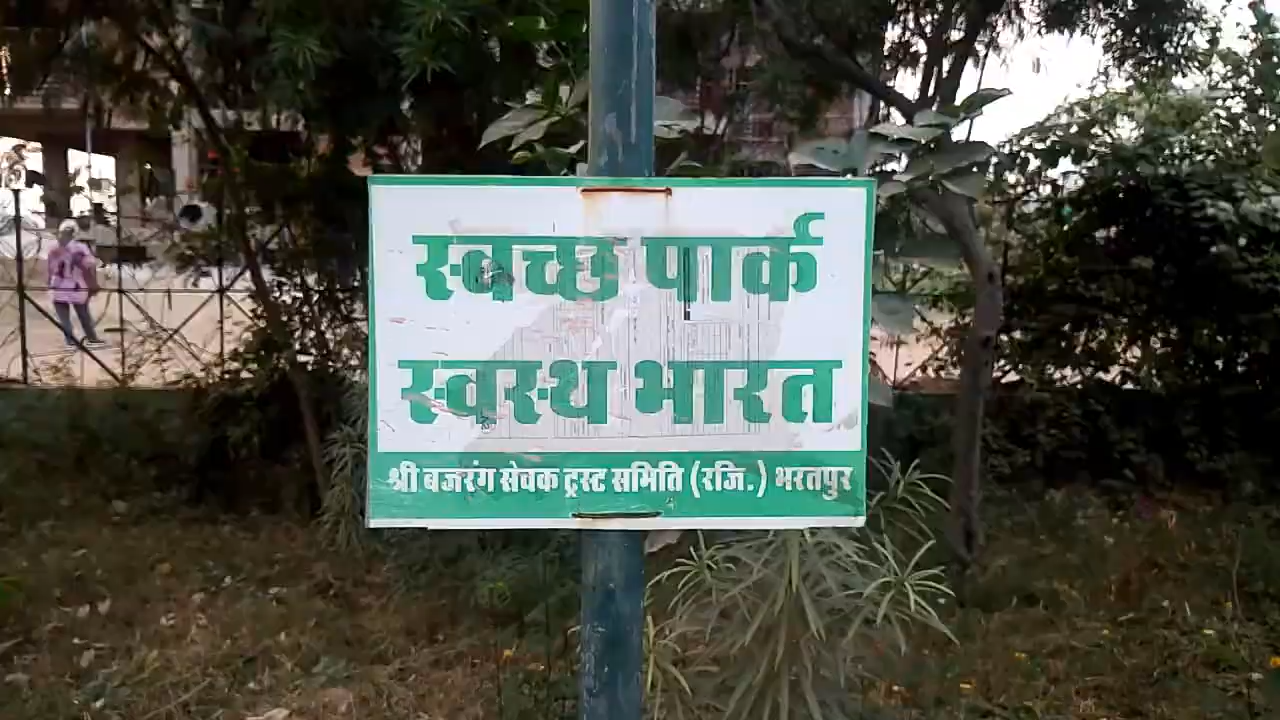 स्वच्छ पार्क
स्वस्थ भारत
श्री बजरंग सेवक ट्रस्ट समिति (रजि.) भरतपुर